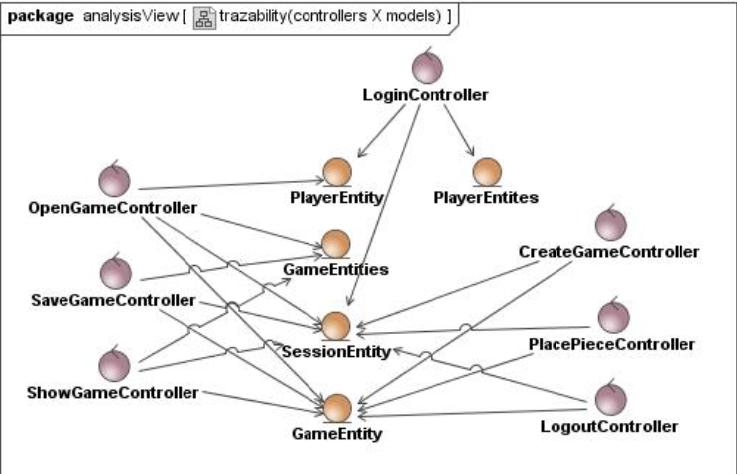 package analysisView [ trazability(controllers X models) ]
LoginController
PlayerEntity
PlayerEntites
OpenGameController
CreateGameController
GameEntities
SaveGameController
PlacePieceController
SessionEntity
ShowGameController
LogoutController
GameEntity